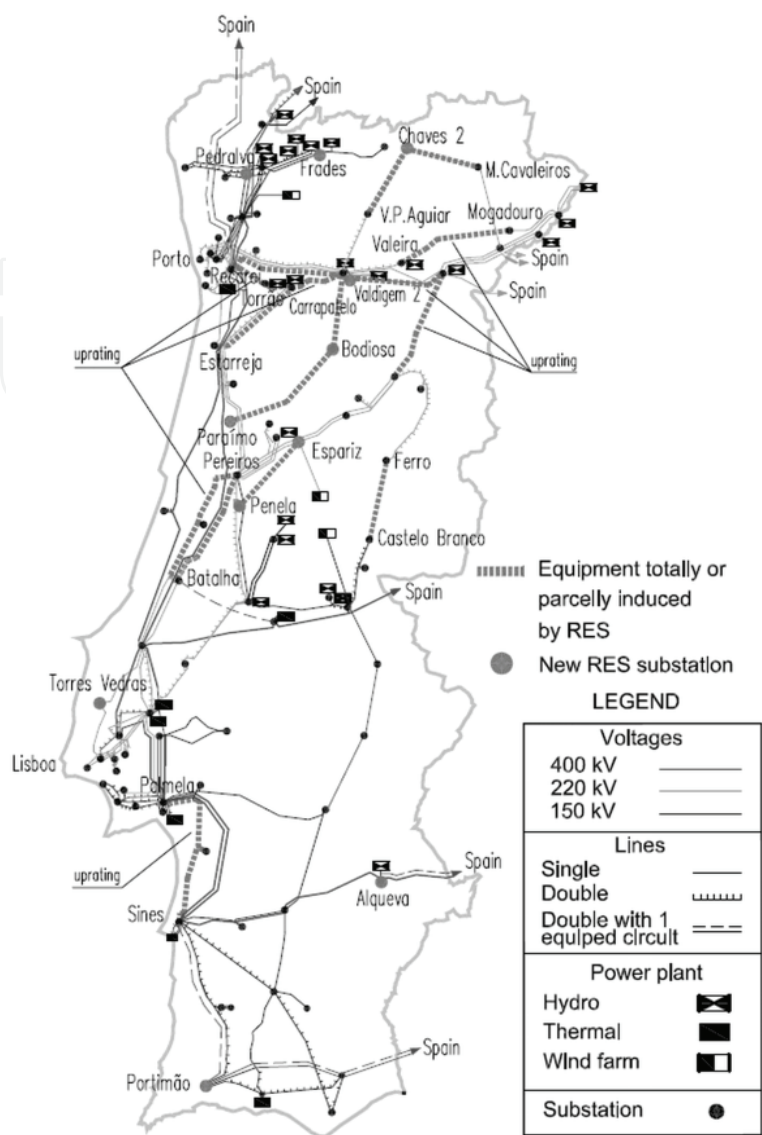 Spain
Spain
Chaves 2
Pedralva
Frades
M.Cavaleiros
V.P.Aguiar
Mogadouro
Valeira
Porto
Spain
Recarei
Spain
Torrão
Valdigem 2
Carrapatelo
uprating
Estarreja
Bodiosa
uprating
Paraímo
Espariz
Pereiros
Ferro
Penela
Castelo Branco
Batalha
Spain
Equipment totally or
parcelly induced
by RES
New RES substation
Torres Vedras
LEGEND
Voltages
400 kV
220 kV
150 kV
Lisboa
Palmela
Lines
Single
Double
Double with 1
equiped circuit
uprating
Spain
Alqueva
Sines
Power plant
Hydro
Thermal
Wind farm
Spain
Portimão
Substation